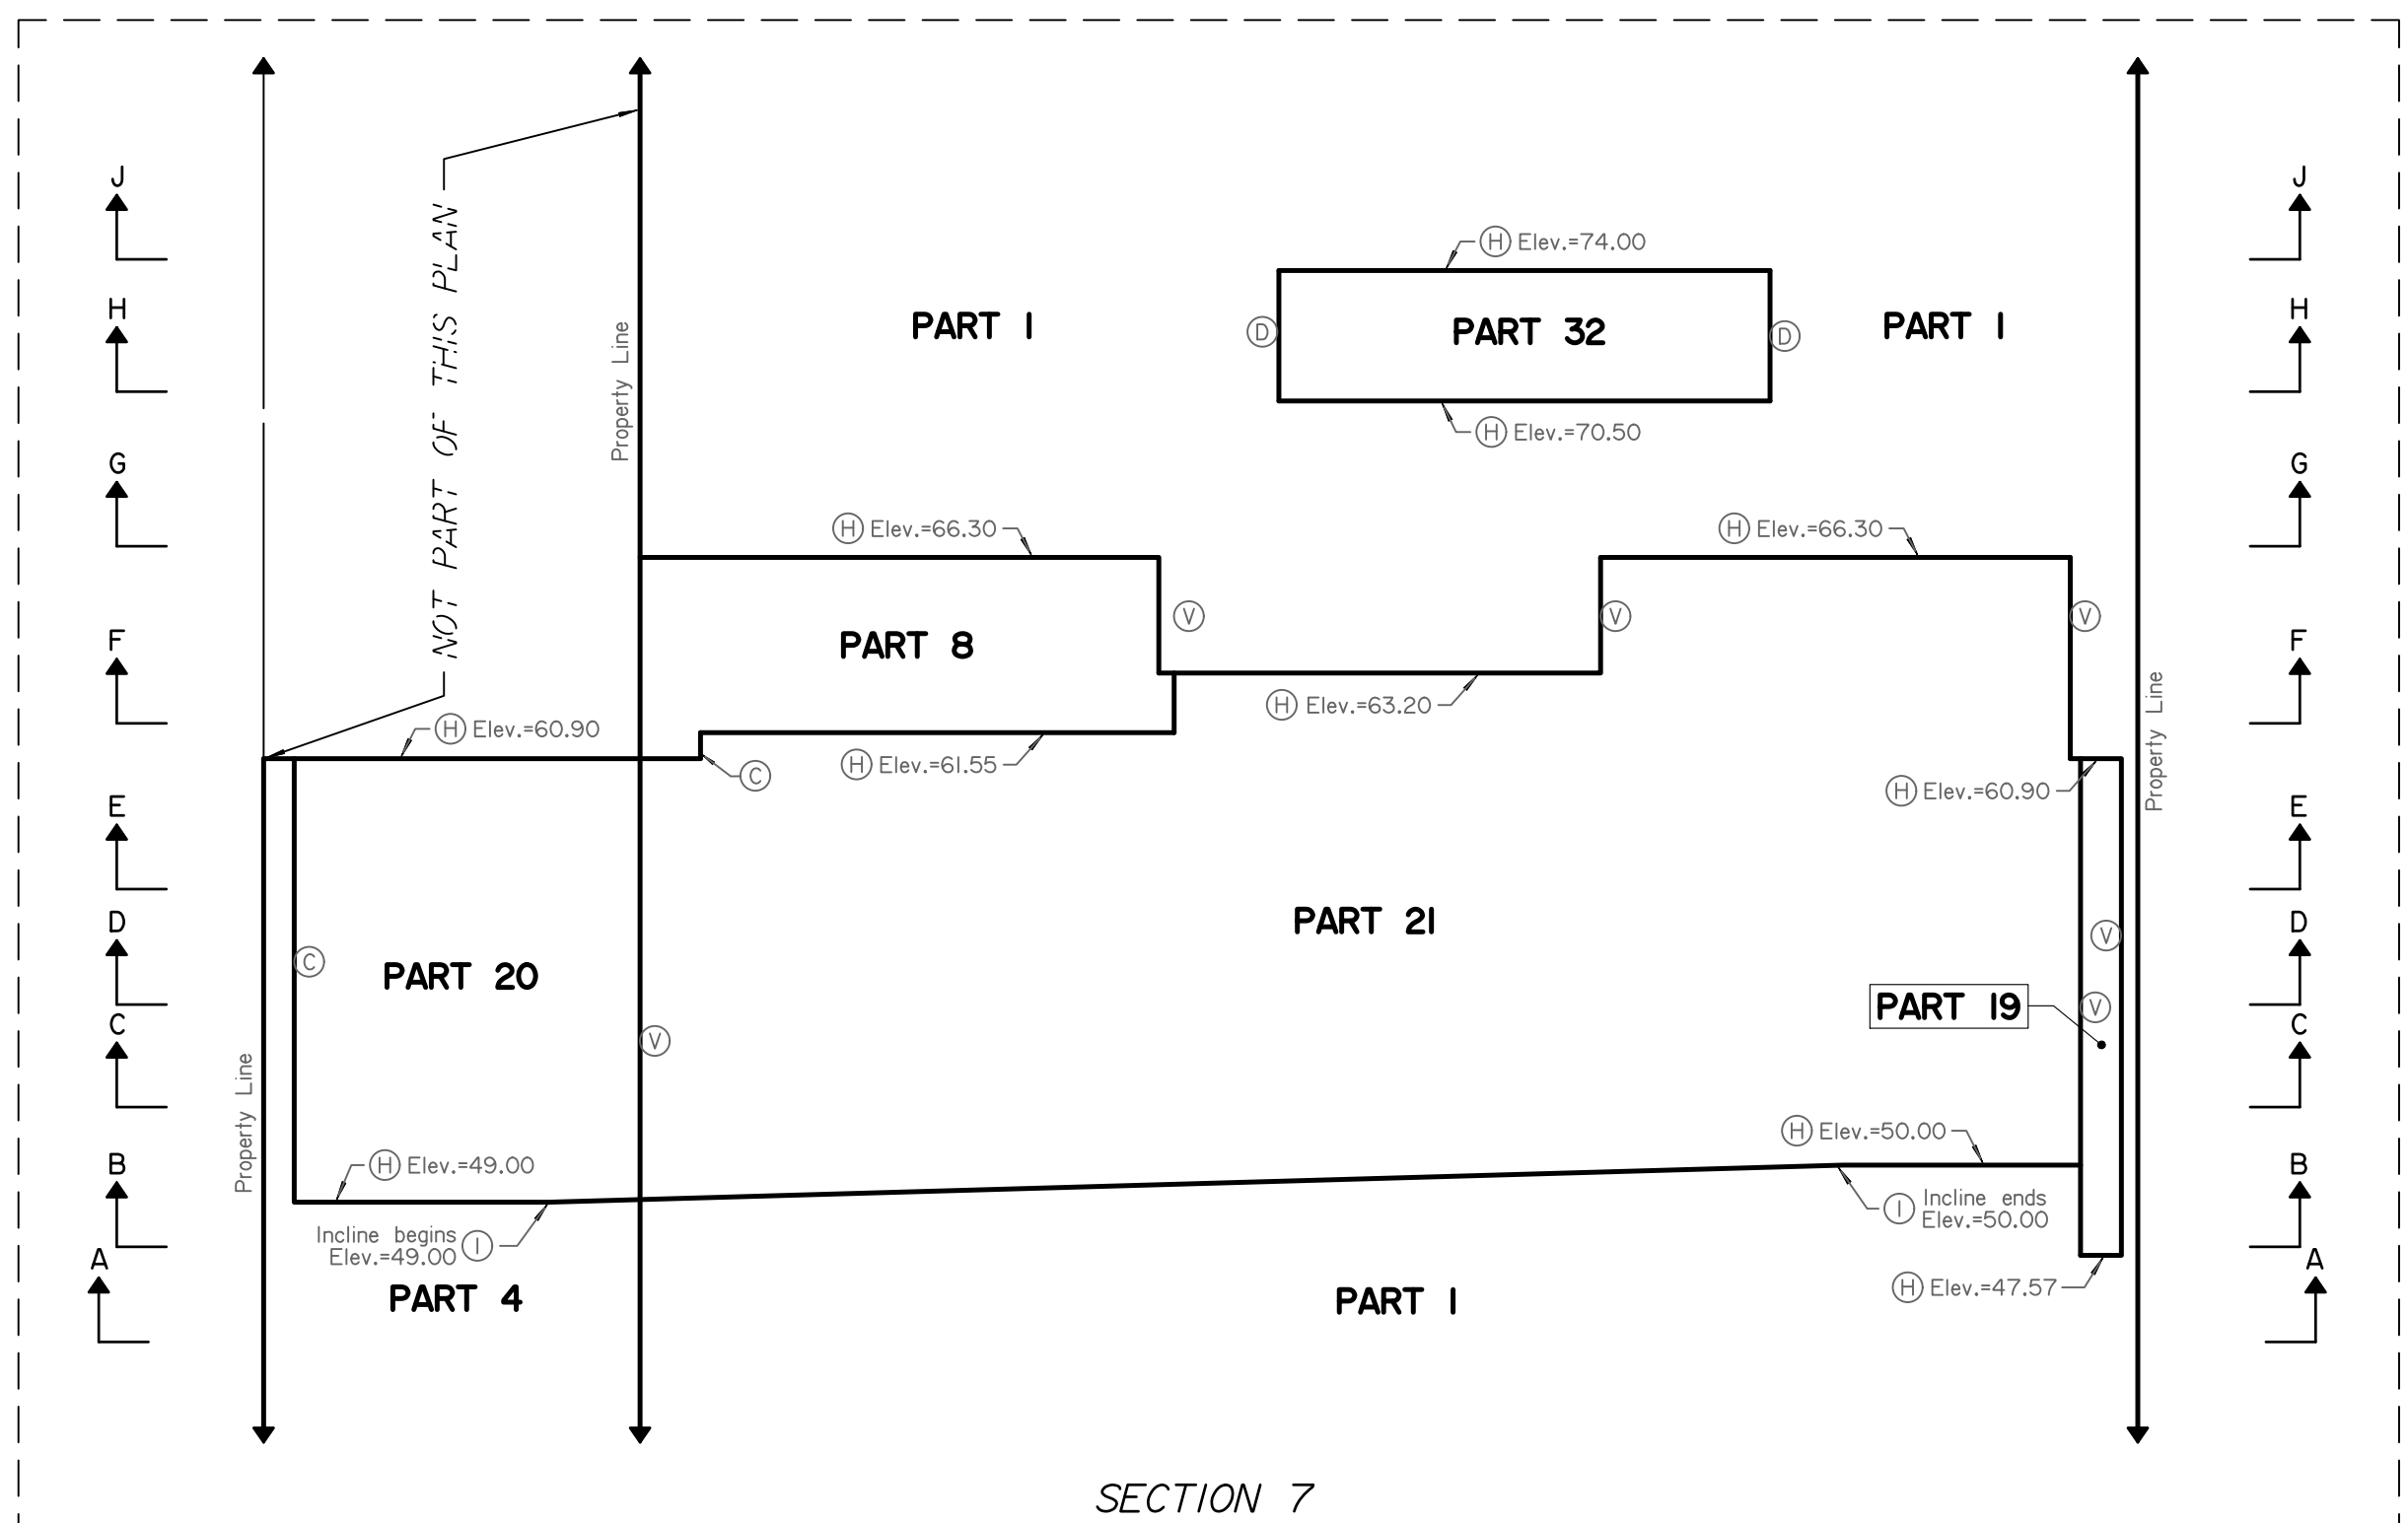 J
J
NOT PART OF THIS PLAN
Ⓗ Elev.=74.00
H
H
PART 1
Ⓓ
PART 32
Ⓓ
PART 1
Property Line
Ⓗ Elev.=70.50
G
G
Ⓗ Elev.=66.30
Ⓗ Elev.=66.30
Ⓥ
Ⓥ
Ⓥ
F
F
PART 8
Ⓗ Elev.=63.20
Property Line
Ⓗ Elev.=60.90
Ⓗ Elev.=61.55
Ⓒ
Ⓗ Elev.=60.90
E
E
D
D
PART 21
Ⓥ
Ⓒ
PART 20
PART 19
Ⓥ
C
C
Ⓥ
Property Line
Ⓗ Elev.=50.00
B
B
Ⓗ Elev.=49.00
Incline begins
Elev.=49.00 Ⓘ
Ⓘ Incline ends
Elev.=50.00
A
A
Ⓗ Elev.=47.57
PART 4
PART 1
SECTION 7